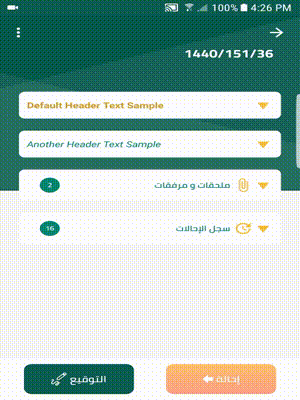 100% 4:26 PM
1440/151/36
Default Header Text Sample
Another Header Text Sample
ملحقات و مرفقات 2
سجل الإحالات 16
إحالة
التوقيع